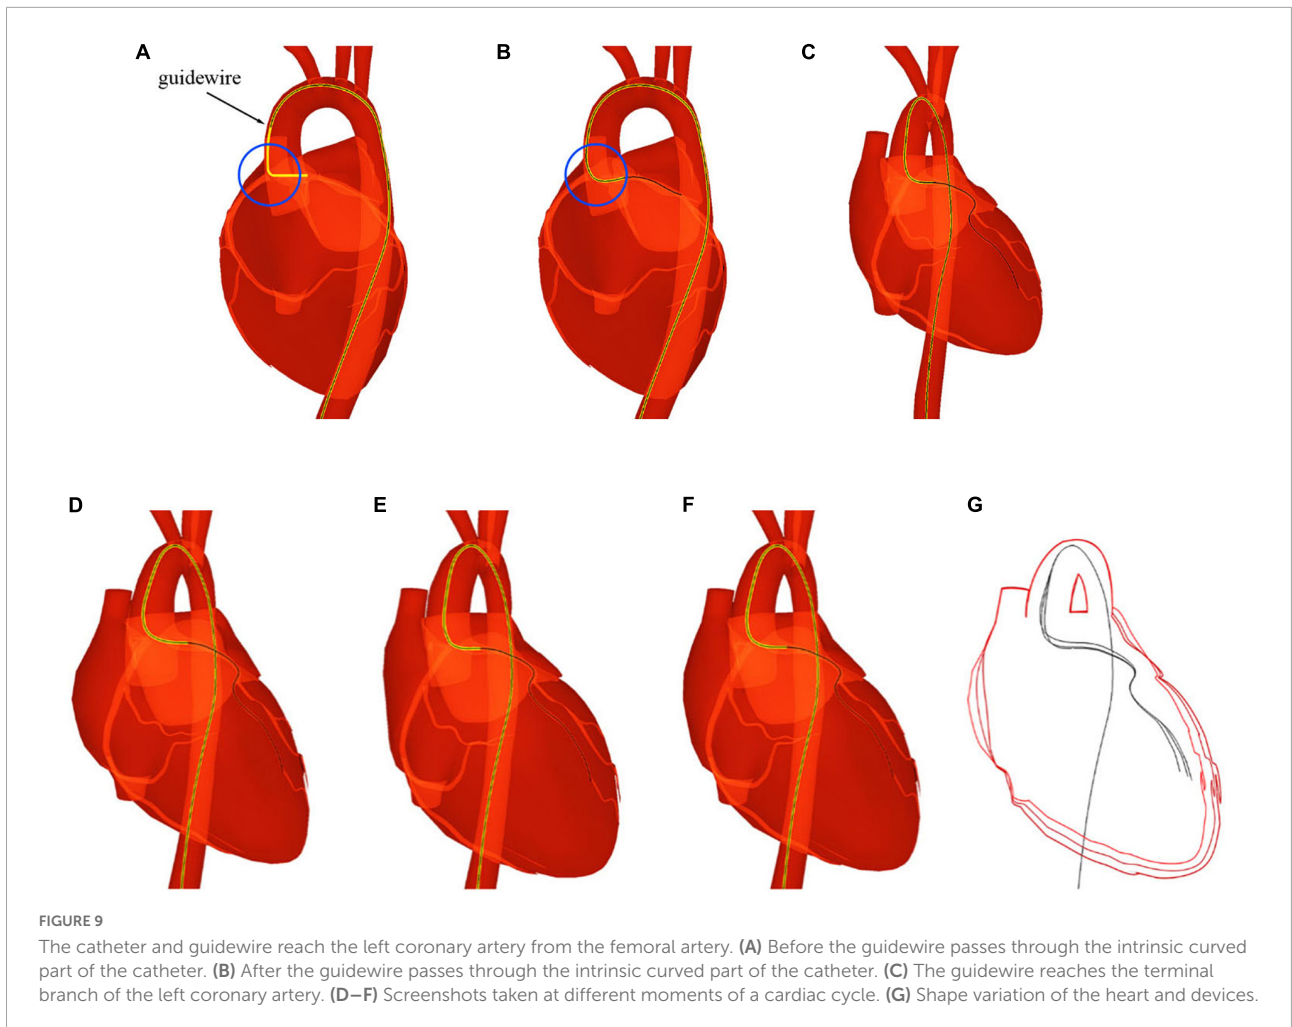 A
B
C
guidewire
D
E
F
G
FIGURE 9
The catheter and guidewire reach the left coronary artery from the femoral artery. (A) Before the guidewire passes through the intrinsic curved
part of the catheter. (B) After the guidewire passes through the intrinsic curved part of the catheter. (C) The guidewire reaches the terminal
branch of the left coronary artery. (D–F) Screenshots taken at different moments of a cardiac cycle. (G) Shape variation of the heart and devices.